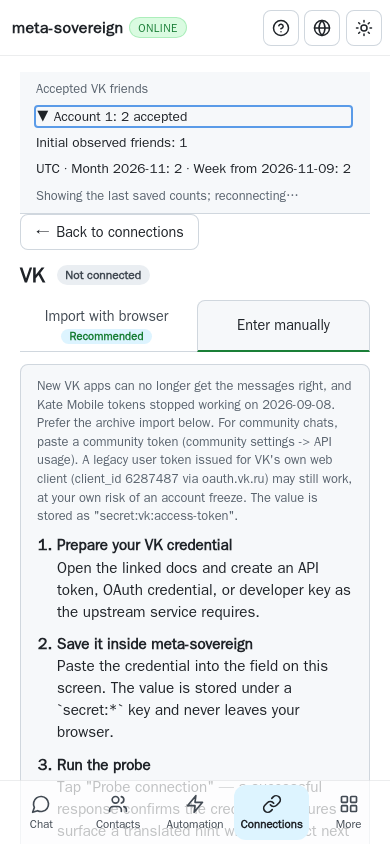 meta-sovereign ONLINE
Accepted VK friends
▼ Account 1: 2 accepted
Initial observed friends: 1
UTC · Month 2026-11: 2 · Week from 2026-11-09: 2
Showing the last saved counts; reconnecting…
← Back to connections
VK Not connected
Import with browser
Recommended
Enter manually
New VK apps can no longer get the messages right, and
Kate Mobile tokens stopped working on 2026-09-08.
Prefer the archive import below. For community chats,
paste a community token (community settings -> API
usage). A legacy user token issued for VK's own web
client (client_id 6287487 via oauth.vk.ru) may still work,
at your own risk of an account freeze. The value is
stored as "secret:vk:access-token".
1. Prepare your VK credential
Open the linked docs and create an API
token, OAuth credential, or developer key as
the upstream service requires.
2. Save it inside meta-sovereign
Paste the credential into the field on this
screen. The value is stored under a
`secret:*` key and never leaves your
browser.
3. Run the probe
Tap "Probe connection" — a successful
response confirms the
surface a translated hint next
Chat Contacts Automation Connections More